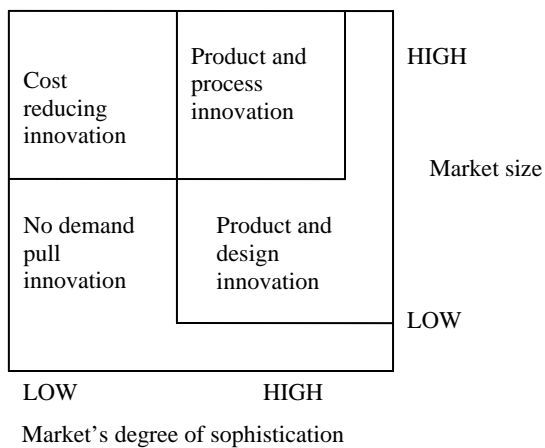 Cost
reducing
innovation
Product and
process
innovation
HIGH
Market size
No demand
pull
innovation
Product and
design
innovation
LOW
LOW HIGH
Market’s degree of sophistication